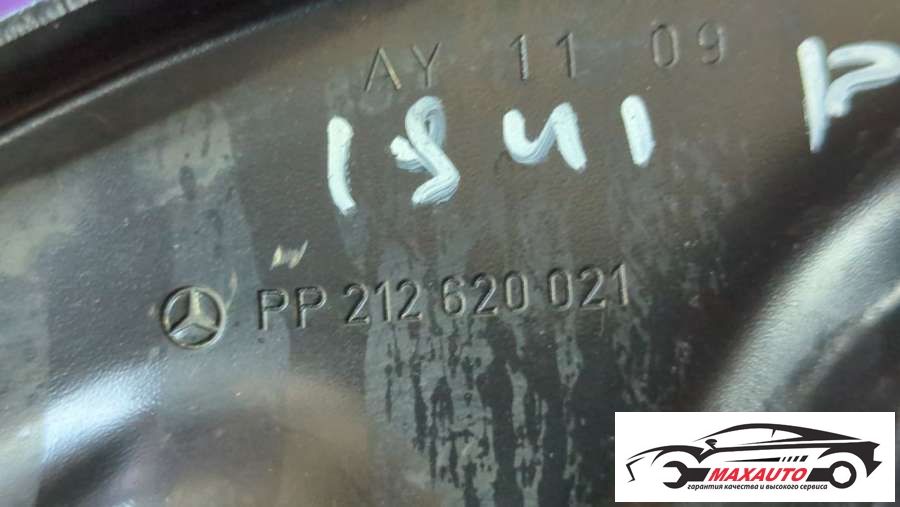 AY 11 09
1841 P
PP 212 620 021
MAXAUTO
гарантия качества и высокого сервиса